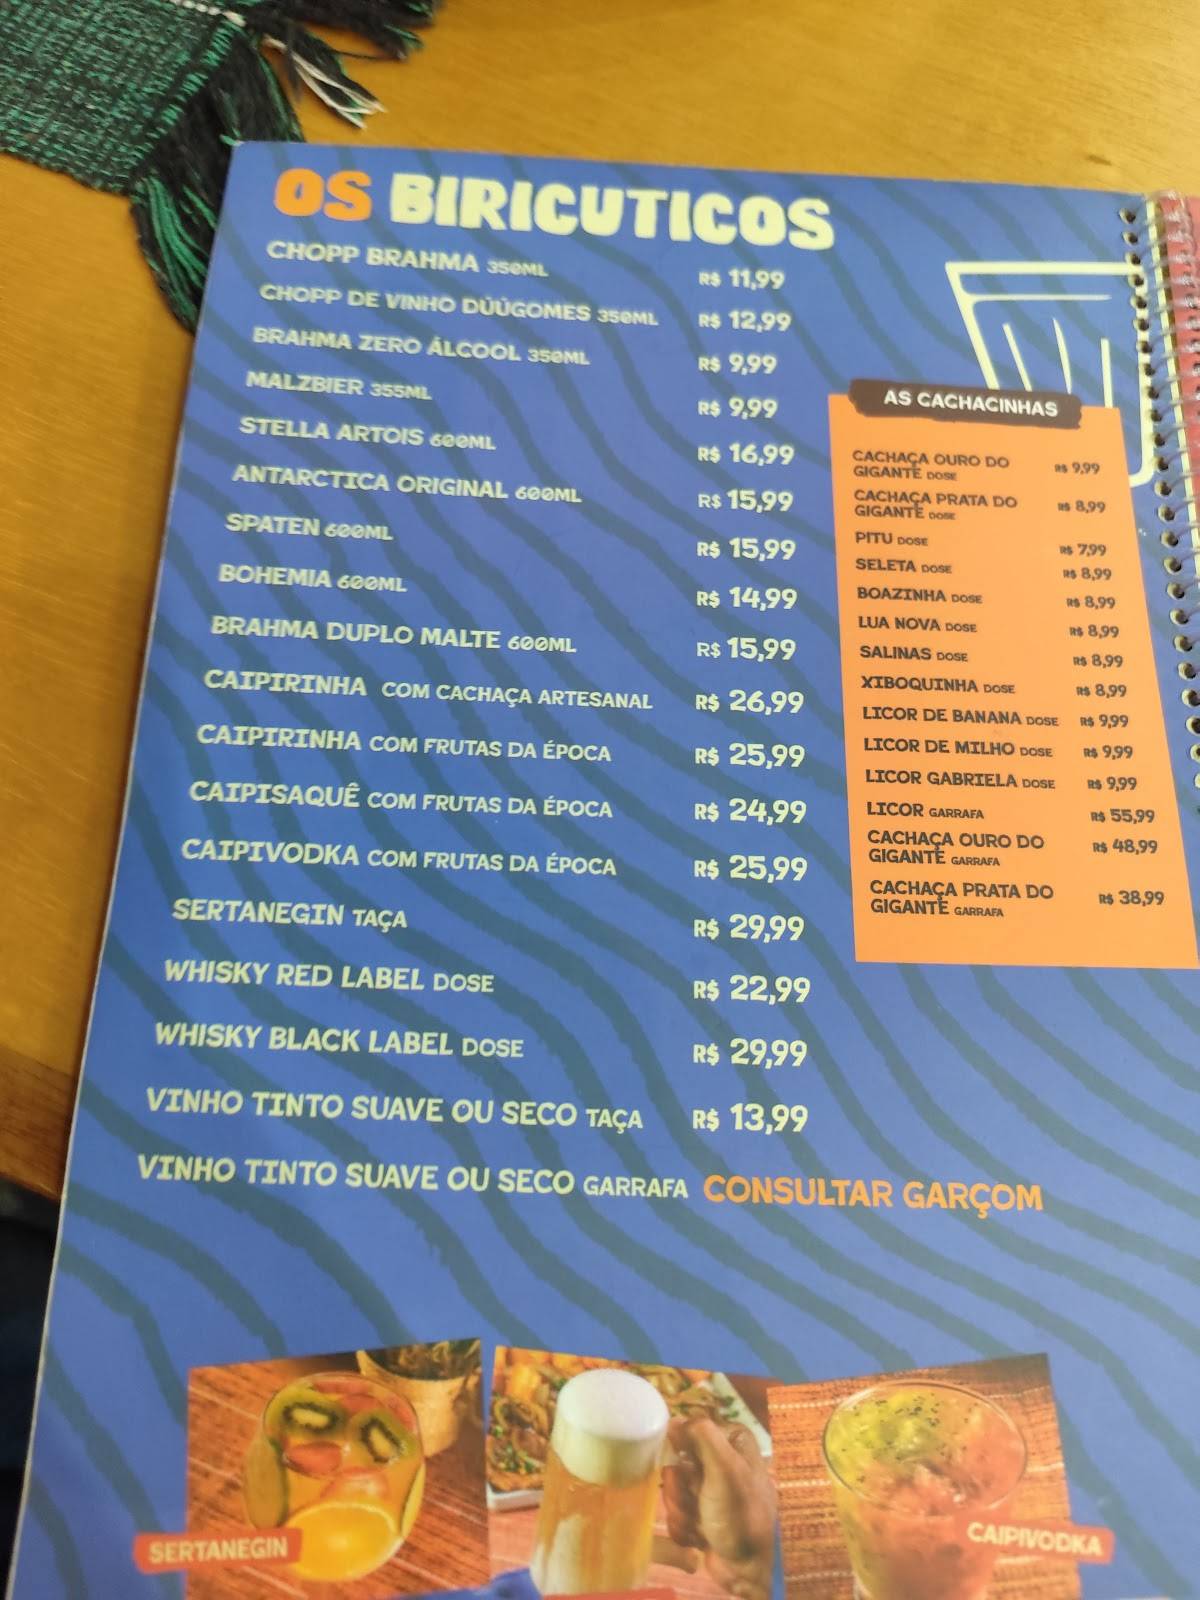 OS BIRICUTICOS
CHOPP BRAHMA 350ML R$ 11,99
CHOPP DE VINHO DÚÚGOMES 350ML R$ 12,99
BRAHMA ZERO ÁLCOOL 350ML R$ 9,99
MALZBIER 355ML R$ 9,99
STELLA ARTOIS 600ML R$ 16,99
ANTARCTICA ORIGINAL 600ML R$ 15,99
SPATEN 600ML R$ 15,99
BOHEMIA 600ML R$ 14,99
BRAHMA DUPLO MALTE 600ML R$ 15,99
CAIPIRINHA COM CACHAÇA ARTESANAL R$ 26,99
CAIPIRINHA COM FRUTAS DA ÉPOCA R$ 25,99
CAIPISAQUÊ COM FRUTAS DA ÉPOCA R$ 24,99
CAIPIVODKA COM FRUTAS DA ÉPOCA R$ 25,99
SERTANEGIN TAÇA R$ 29,99
WHISKY RED LABEL DOSE R$ 22,99
WHISKY BLACK LABEL DOSE R$ 29,99
VINHO TINTO SUAVE OU SECO TAÇA R$ 13,99
VINHO TINTO SUAVE OU SECO GARRAFA CONSULTAR GARÇOM
AS CACHACINHAS
CACHAÇA OURO DO
GIGANTE DOSE R$ 9,99
CACHAÇA PRATA DO
GIGANTE DOSE R$ 8,99
PITU DOSE R$ 7,99
SELETA DOSE R$ 8,99
BOAZINHA DOSE R$ 8,99
LUA NOVA DOSE R$ 8,99
SALINAS DOSE R$ 8,99
XIBOQUINHA DOSE R$ 8,99
LICOR DE BANANA DOSE R$ 9,99
LICOR DE MILHO DOSE R$ 9,99
LICOR GABRIELA DOSE R$ 9,99
LICOR GARRAFA R$ 55,99
CACHAÇA OURO DO
GIGANTE GARRAFA R$ 48,99
CACHAÇA PRATA DO
GIGANTE GARRAFA R$ 38,99
SERTANEGIN
CAIPIVODKA